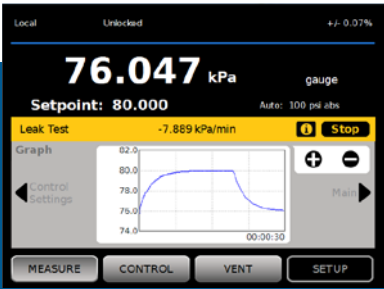 Local Unlocked +/- 0.07%
76.047 kPa gauge
Setpoint: 80.000 Auto: 100 psi abs
Leak Test -7.889 kPa/min i Stop
Graph
82.0
80.0
78.0
76.0
74.0
00:00:30
Control
Settings
Main
MEASURE CONTROL VENT SETUP